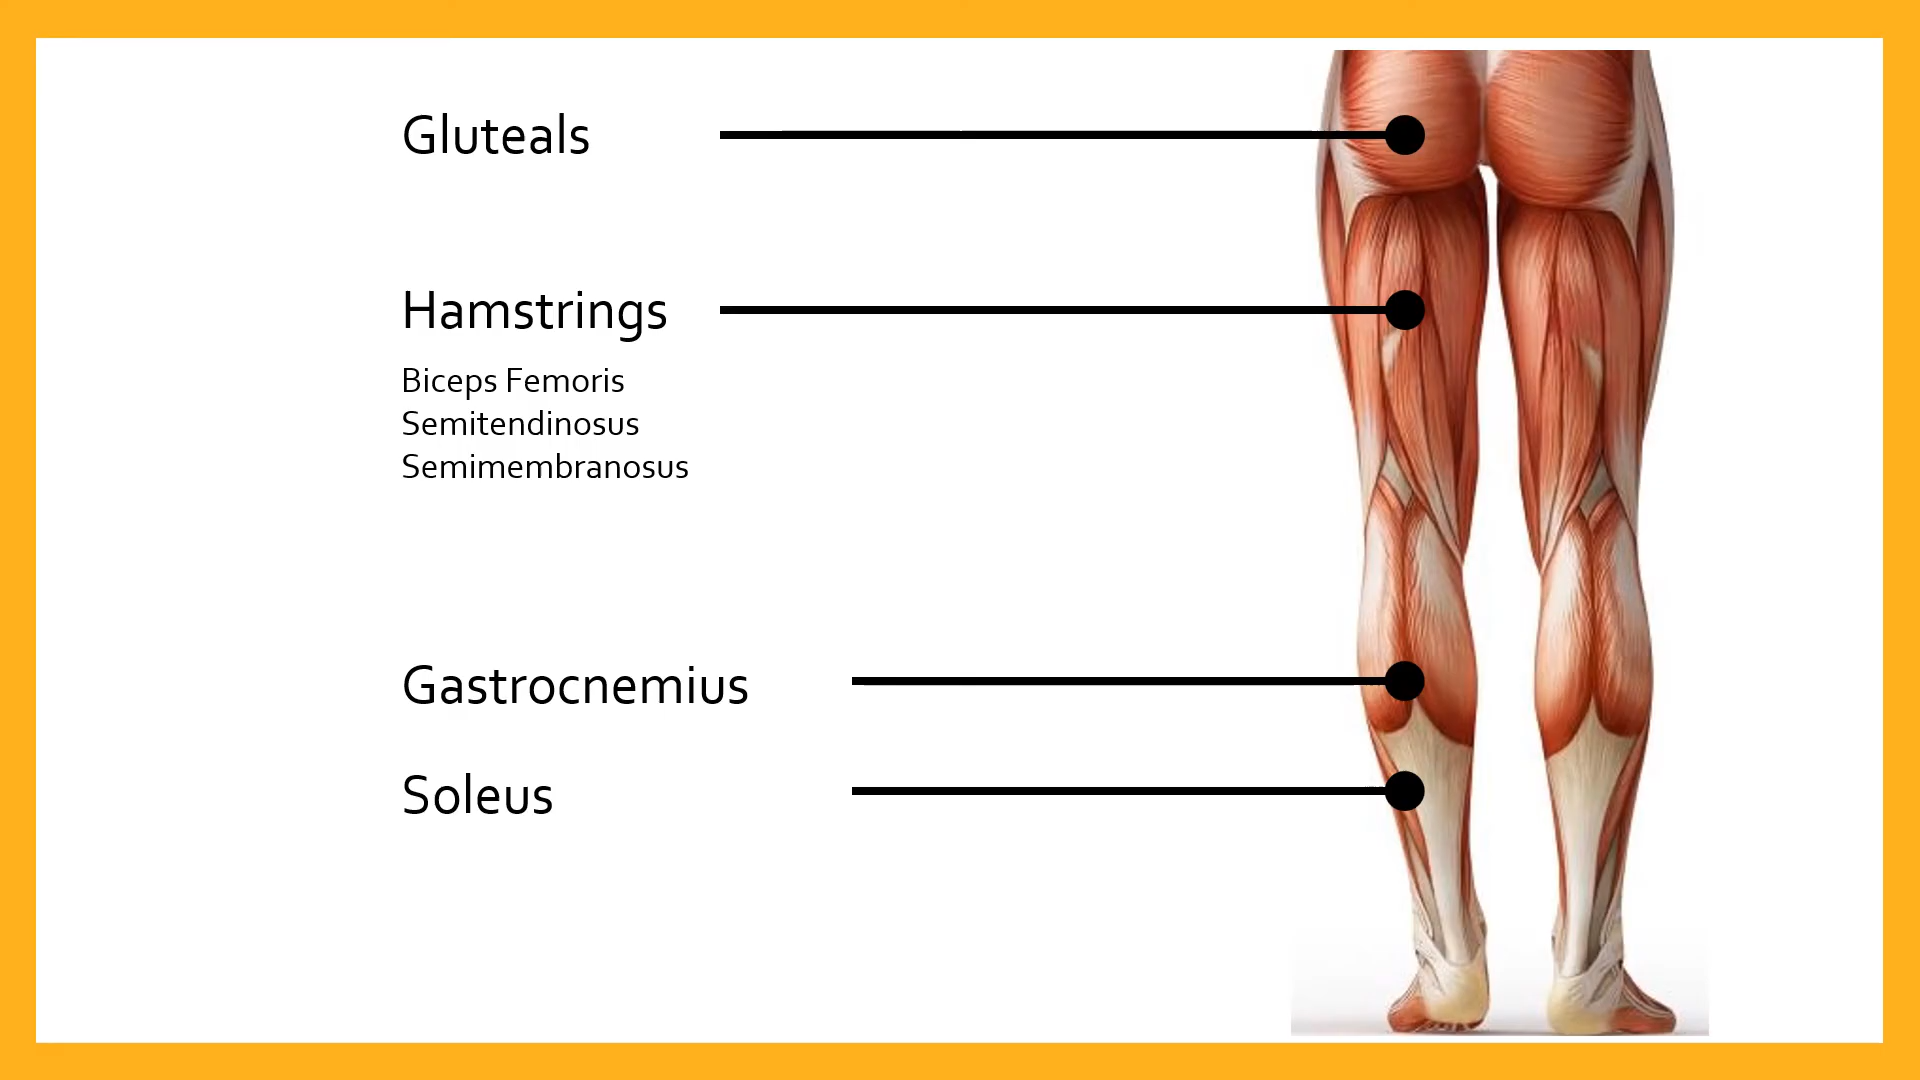 Gluteals
Hamstrings
Biceps Femoris
Semitendinosus
Semimembranosus
Gastrocnemius
Soleus